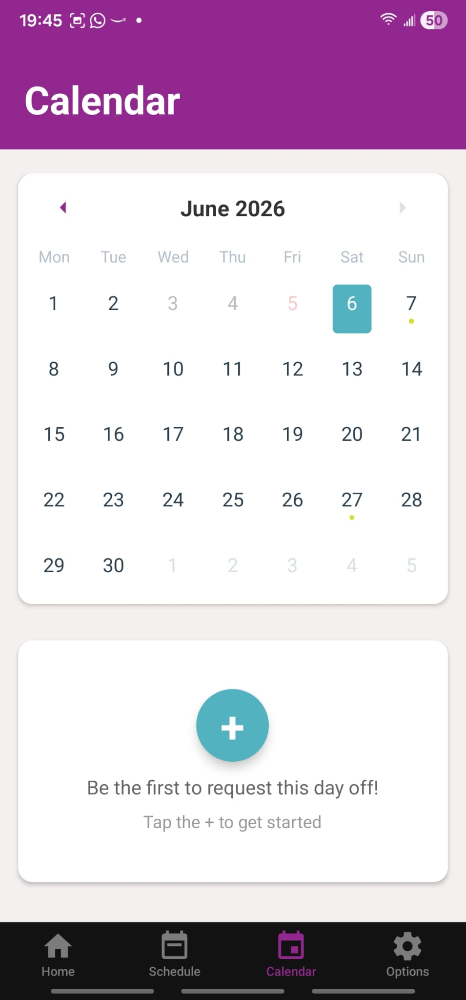 19:45 50
Calendar
June 2026
Mon Tue Wed Thu Fri Sat Sun
1 2 3 4 5 6 7
8 9 10 11 12 13 14
15 16 17 18 19 20 21
22 23 24 25 26 27 28
29 30 1 2 3 4 5
+
Be the first to request this day off!
Tap the + to get started
Home Schedule Calendar Options